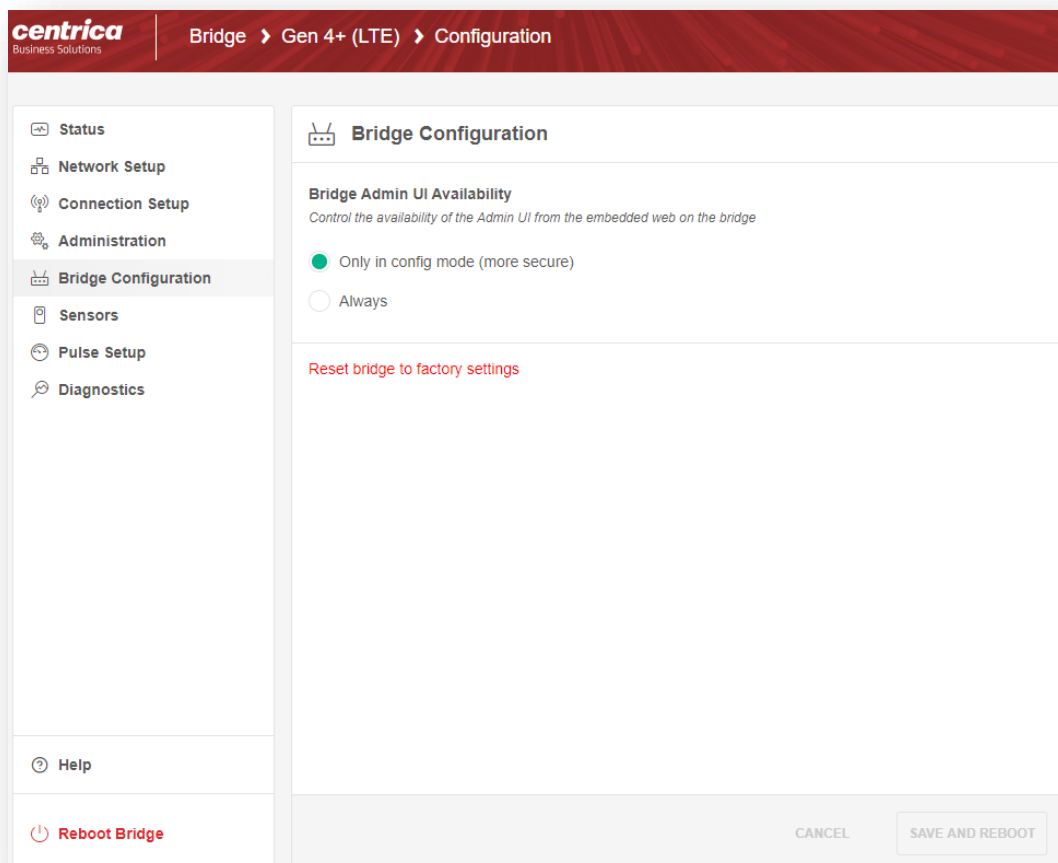 centrica
Business Solutions
Bridge > Gen 4+ (LTE) > Configuration
Status
Network Setup
Connection Setup
Administration
Bridge Configuration
Sensors
Pulse Setup
Diagnostics
Help
Reboot Bridge
Bridge Configuration
Bridge Admin UI Availability
Control the availability of the Admin UI from the embedded web on the bridge
Only in config mode (more secure)
Always
Reset bridge to factory settings
CANCEL
SAVE AND REBOOT